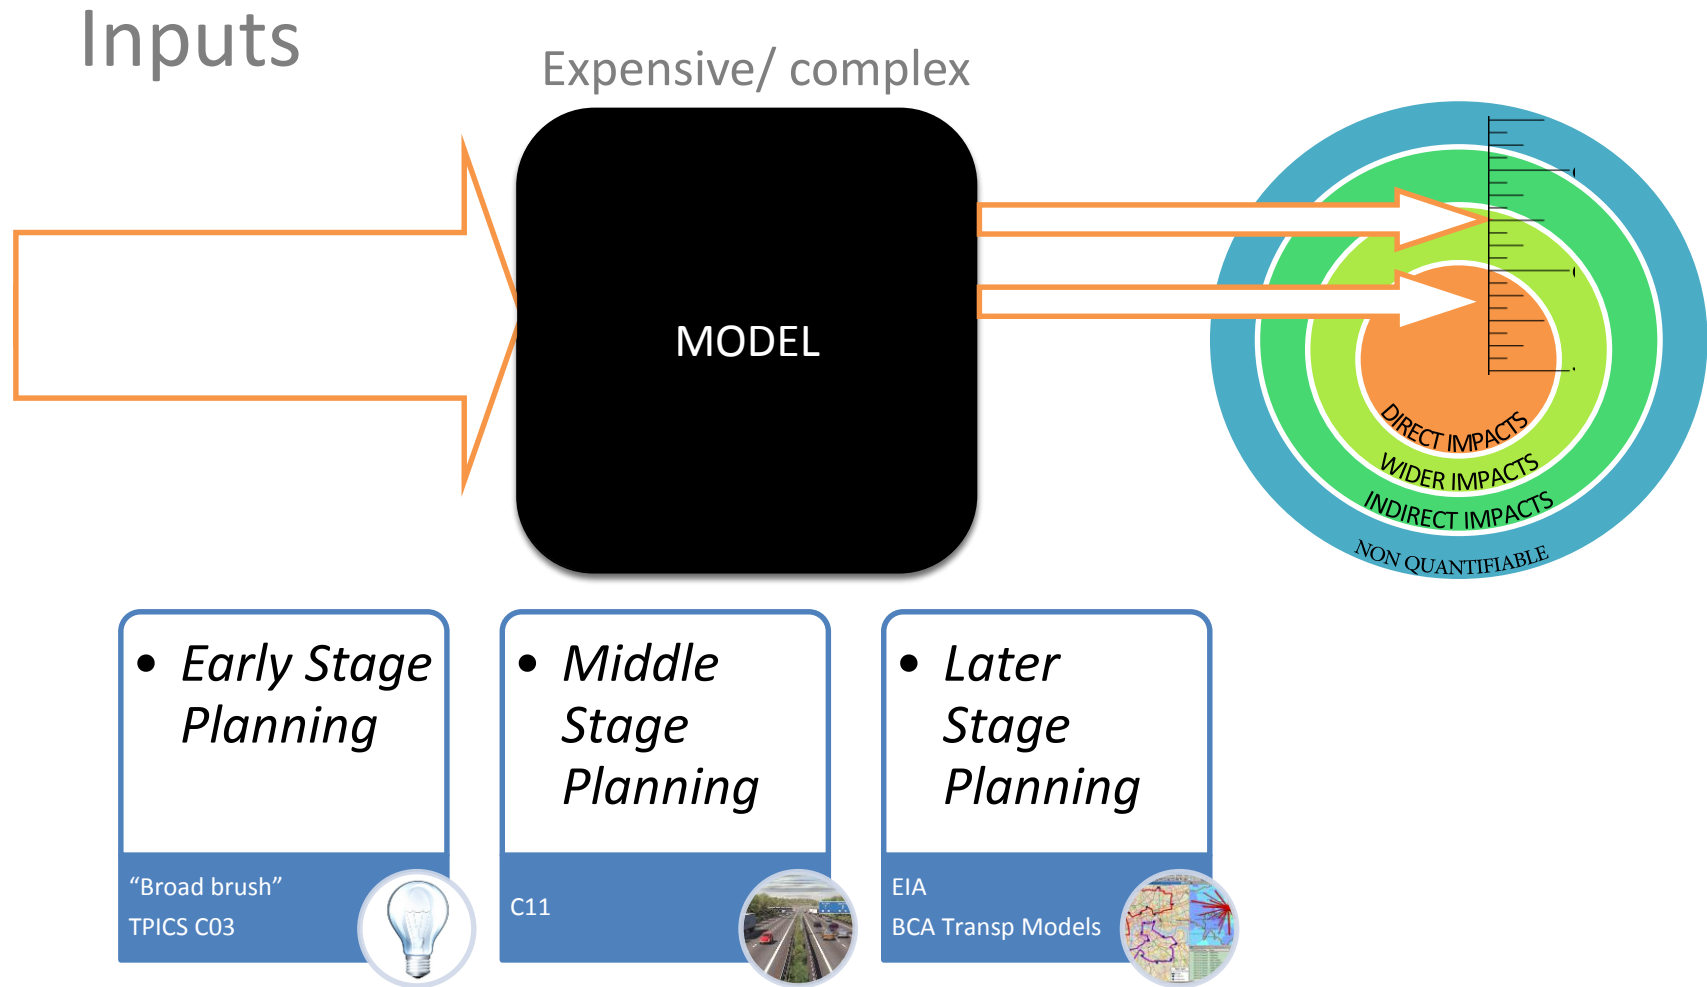 Inputs
Expensive/ complex
MODEL
DIRECT IMPACTS
WIDER IMPACTS
INDIRECT IMPACTS
NON QUANTIFIABLE
• Early Stage
Planning
"Broad brush"
TPICS C03
• Middle
Stage
Planning
C11
• Later
Stage
Planning
EIA
BCA Transp Models